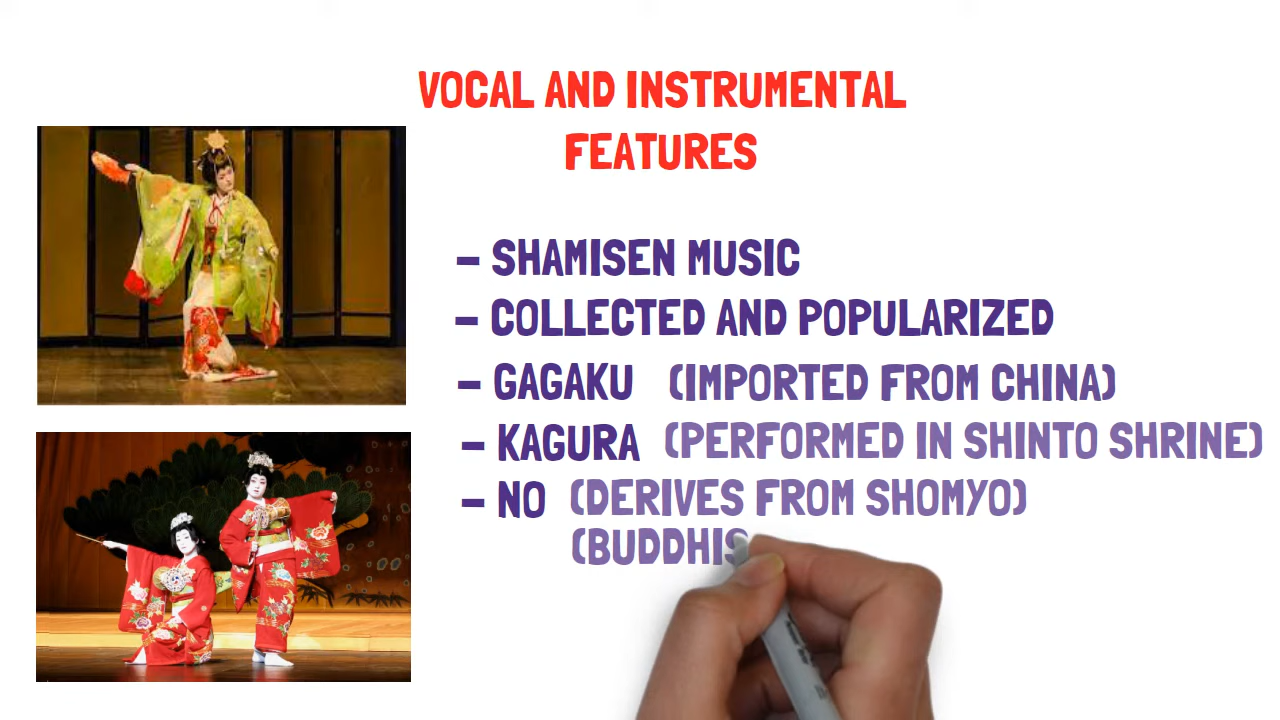 VOCAL AND INSTRUMENTAL
FEATURES
– SHAMISEN MUSIC
– COLLECTED AND POPULARIZED
– GAGAKU (IMPORTED FROM CHINA)
– KAGURA (PERFORMED IN SHINTO SHRINE)
– NO (DERIVES FROM SHOMYO)
(BUDDHIS